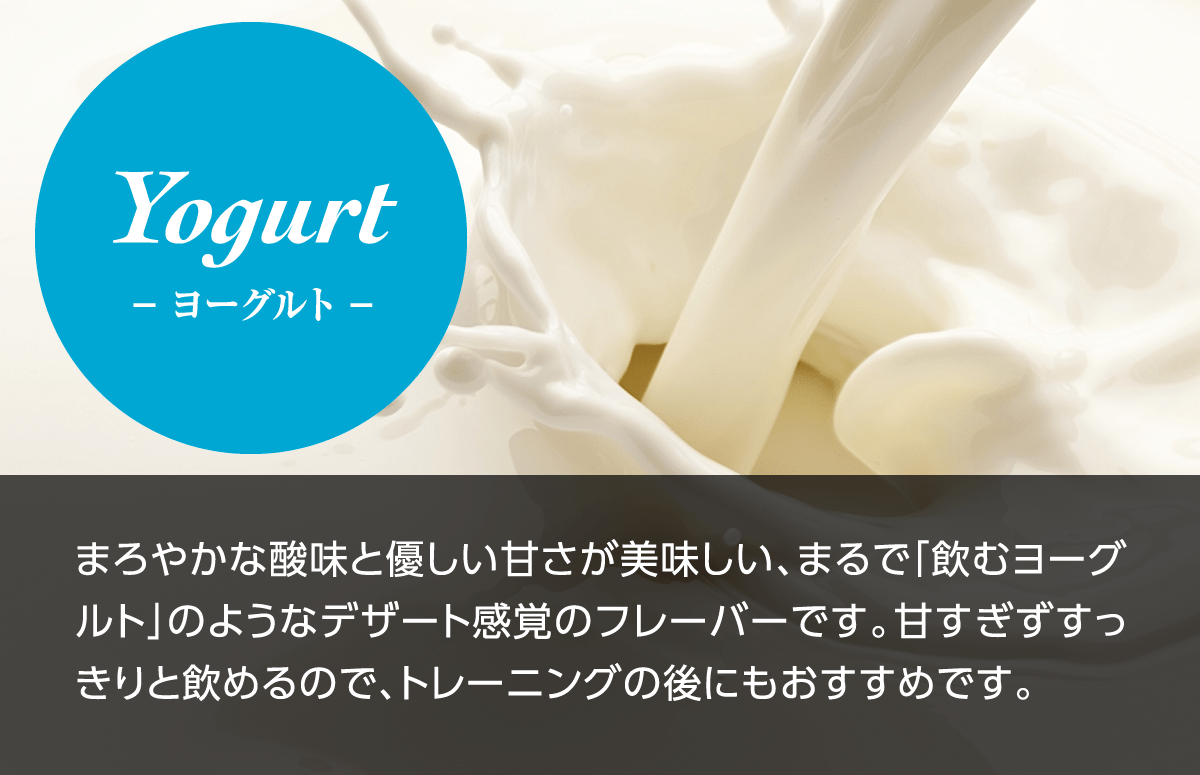 Yogurt
– ヨーグルト –
まろやかな酸味と優しい甘さが美味しい、まるで「飲むヨーグ
ルト」のようなデザート感覚のフレーバーです。甘すぎずすっ
きりと飲めるので、トレーニングの後にもおすすめです。